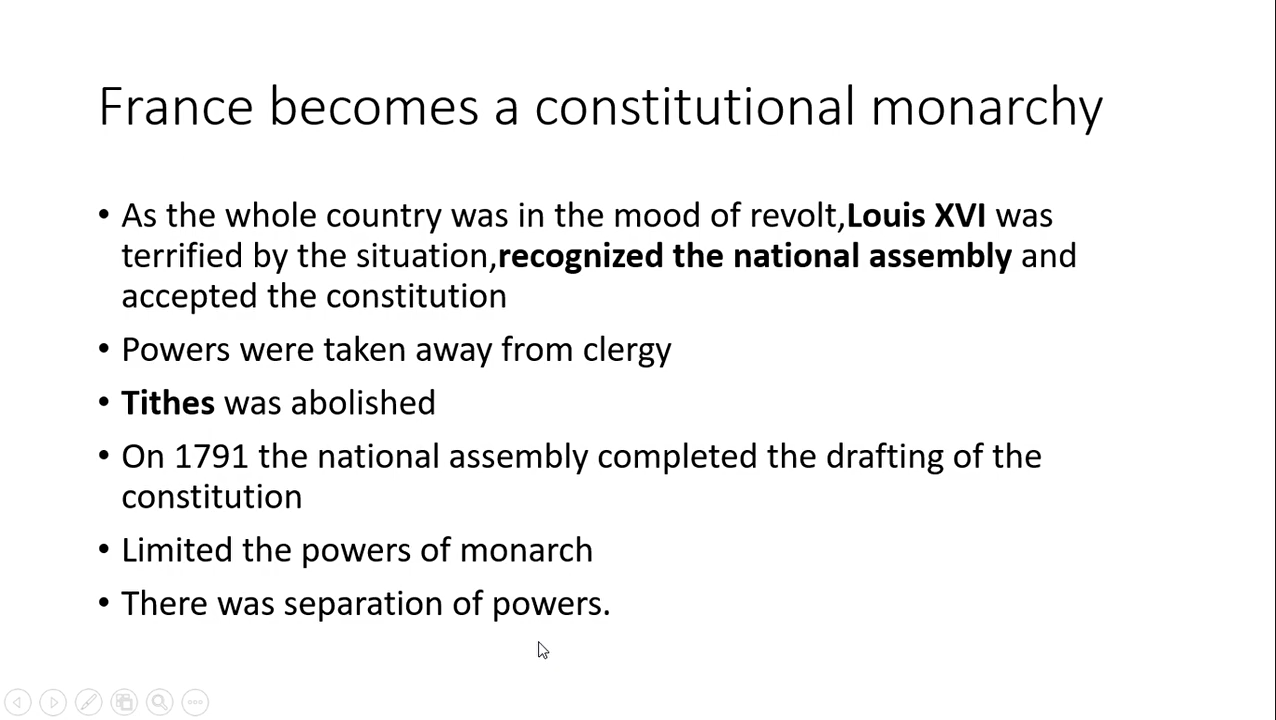 France becomes a constitutional monarchy
• As the whole country was in the mood of revolt,Louis XVI was
terrified by the situation,recognized the national assembly and
accepted the constitution
• Powers were taken away from clergy
• Tithes was abolished
• On 1791 the national assembly completed the drafting of the
constitution
• Limited the powers of monarch
• There was separation of powers.